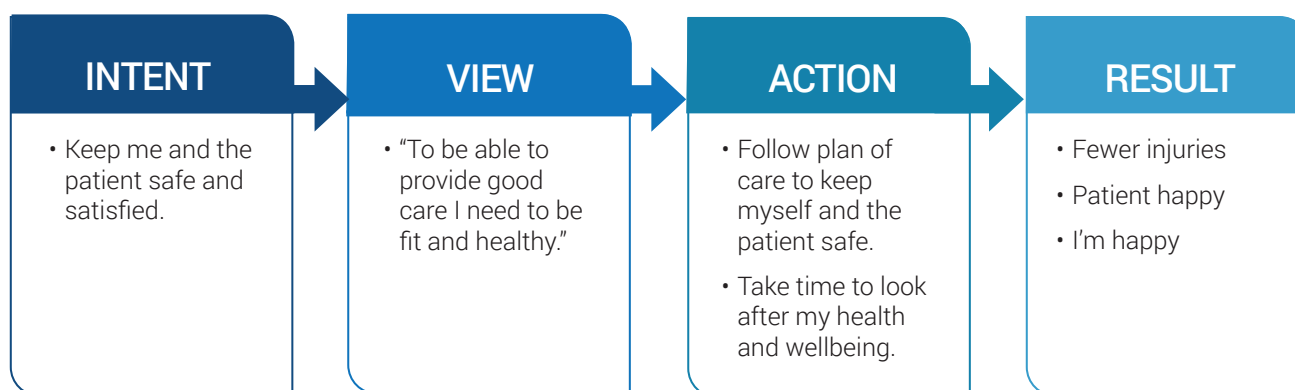 INTENT
• Keep me and the
patient safe and
satisfied.
VIEW
• “To be able to
provide good
care I need to be
fit and healthy.”
ACTION
• Follow plan of
care to keep
myself and the
patient safe.
• Take time to look
after my health
and wellbeing.
RESULT
• Fewer injuries
• Patient happy
• I’m happy